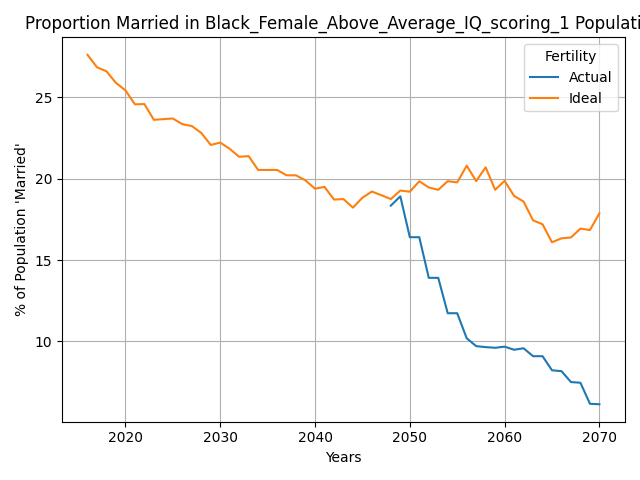 Proportion Married in Black_Female_Above_Average_IQ_scoring_1 Populati
Fertility
Actual
Ideal
% of Population 'Married'
25
20
15
10
2020 2030 2040 2050 2060 2070
Years